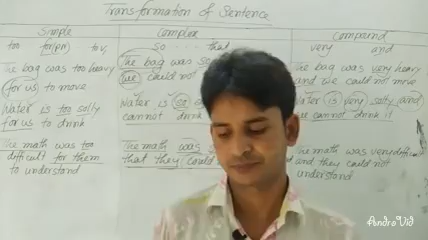 Transformation of Sentence
Simple
Complex
Compound
too for(pn) to v,
so ···· that
very and
The bag was too heavy
for us to move
The bag was so
we could not
The bag was very heavy
and we could not move
Water is too salty
for us to drink
Water is so
cannot drink
Water is very salty and
we cannot drink it
The math was too
difficult for them
to understand
The math was
that they could
The math was very difficult
and they could not
understand
AndroVid